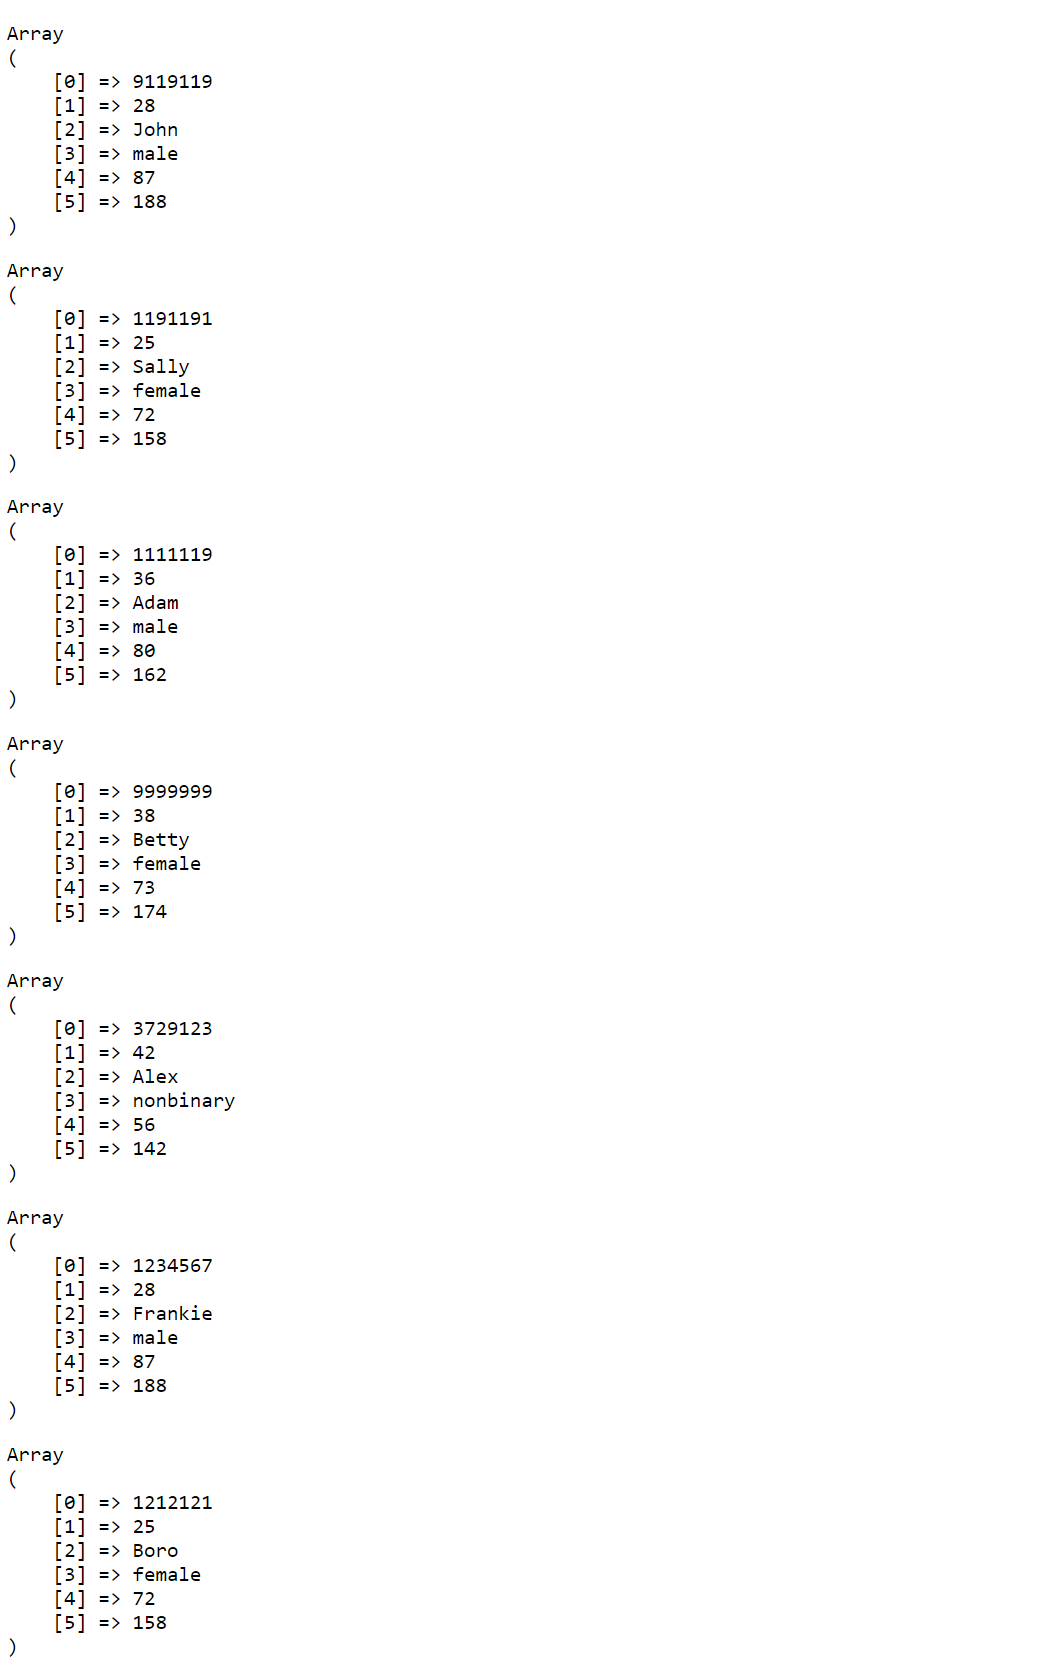 Array
(
    [0] => 9119119
    [1] => 28
    [2] => John
    [3] => male
    [4] => 87
    [5] => 188
)
Array
(
    [0] => 1191191
    [1] => 25
    [2] => Sally
    [3] => female
    [4] => 72
    [5] => 158
)
Array
(
    [0] => 1111119
    [1] => 36
    [2] => Adam
    [3] => male
    [4] => 80
    [5] => 162
)
Array
(
    [0] => 9999999
    [1] => 38
    [2] => Betty
    [3] => female
    [4] => 73
    [5] => 174
)
Array
(
    [0] => 3729123
    [1] => 42
    [2] => Alex
    [3] => nonbinary
    [4] => 56
    [5] => 142
)
Array
(
    [0] => 1234567
    [1] => 28
    [2] => Frankie
    [3] => male
    [4] => 87
    [5] => 188
)
Array
(
    [0] => 1212121
    [1] => 25
    [2] => Boro
    [3] => female
    [4] => 72
    [5] => 158
)